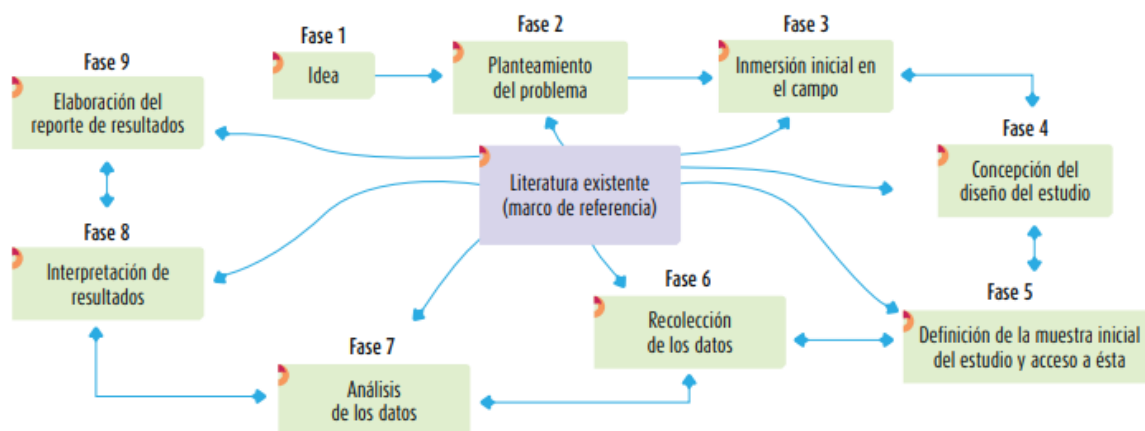 Fase 1
Idea
Fase 2
Planteamiento
del problema
Fase 3
Inmersión inicial en
el campo
Fase 4
Concepción del
diseño del estudio
Fase 5
Definición de la muestra inicial
del estudio y acceso a ésta
Fase 6
Recolección
de los datos
Fase 7
Análisis
de los datos
Fase 8
Interpretación de
resultados
Fase 9
Elaboración del
reporte de resultados
Literatura existente
(marco de referencia)